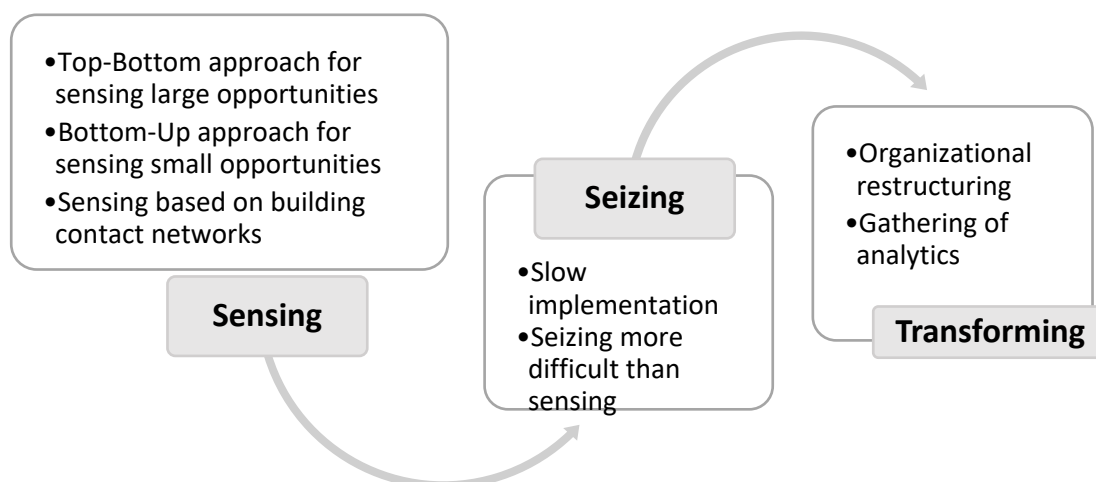 •Top-Bottom approach for
sensing large opportunities
•Bottom-Up approach for
sensing small opportunities
•Sensing based on building
contact networks
Sensing
Seizing
•Slow
implementation
•Seizing more
difficult than
sensing
•Organizational
restructuring
•Gathering of
analytics
Transforming